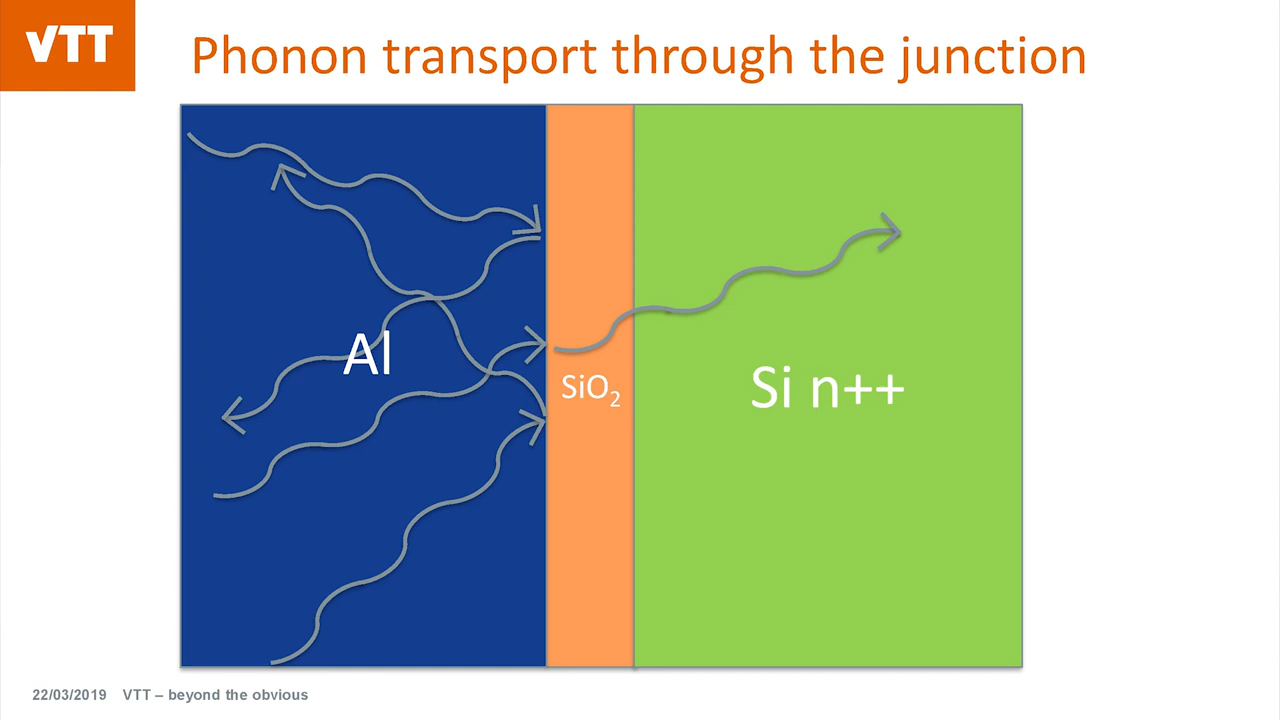 VTT
Phonon transport through the junction
Al
SiO₂
Si n++
22/03/2019 VTT – beyond the obvious